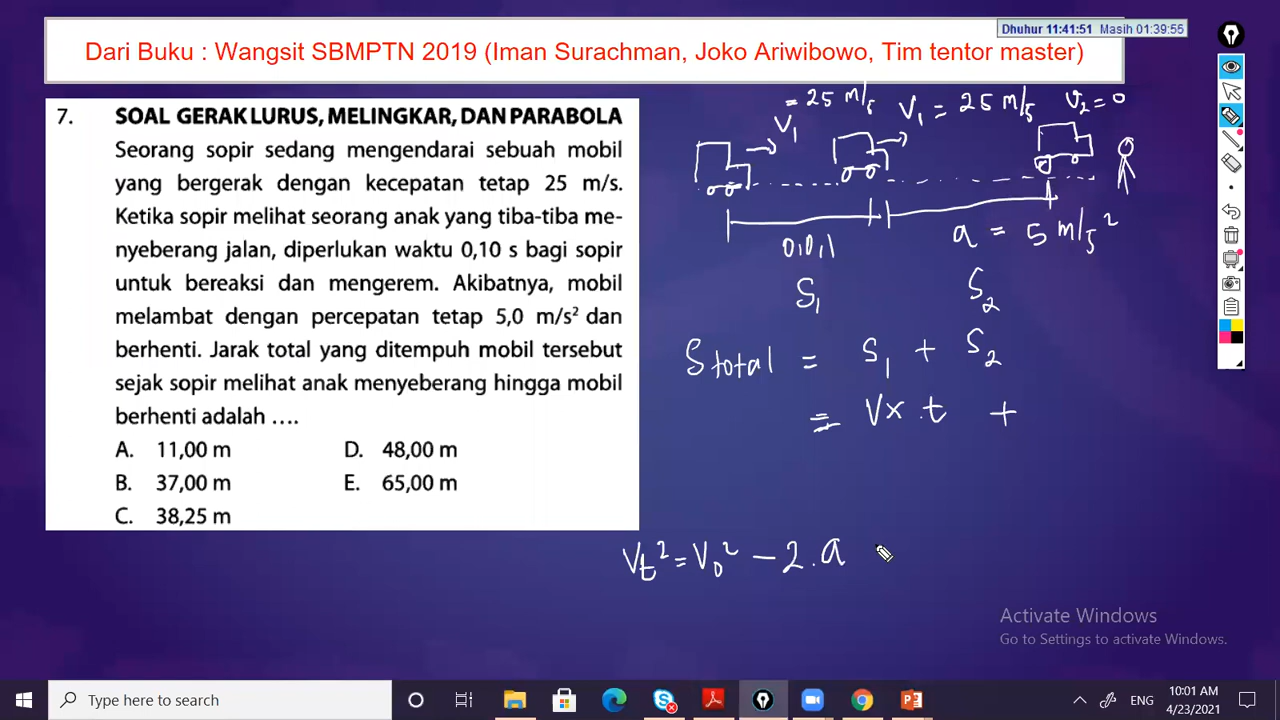 Dhuhur 11:41:51 Masih 01:39:55
Dari Buku : Wangsit SBMPTN 2019 (Iman Surachman, Joko Ariwibowo, Tim tentor master)
7. SOAL GERAK LURUS, MELINGKAR, DAN PARABOLA
Seorang sopir sedang mengendarai sebuah mobil
yang bergerak dengan kecepatan tetap 25 m/s.
Ketika sopir melihat seorang anak yang tiba-tiba me-
nyeberang jalan, diperlukan waktu 0,10 s bagi sopir
untuk bereaksi dan mengerem. Akibatnya, mobil
melambat dengan percepatan tetap 5,0 m/s² dan
berhenti. Jarak total yang ditempuh mobil tersebut
sejak sopir melihat anak menyeberang hingga mobil
berhenti adalah ....
A. 11,00 m
B. 37,00 m
C. 38,25 m
D. 48,00 m
E. 65,00 m
= 25 m/s
V₁
V₁ = 25 m/s
V₂ = 0
a = 5 m/s²
S₁
S₂
S total = S₁ + S₂
= V × . t +
Vt² = V₀² – 2 . a
Activate Windows
Go to Settings to activate Windows.
Type here to search
ENG
10:01 AM
4/23/2021